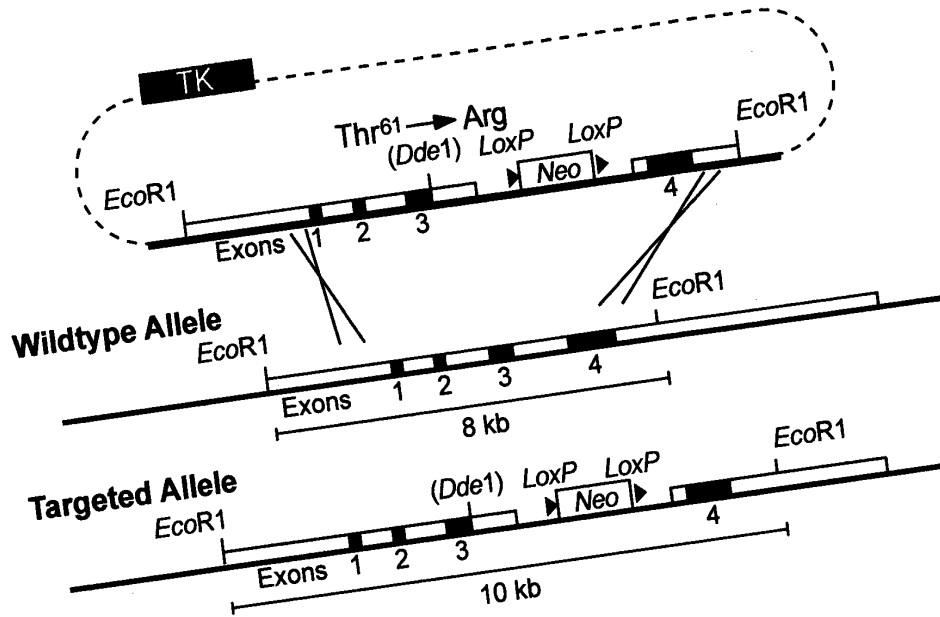 TK
Thr61 → Arg
(Dde1)
LoxP
LoxP
EcoR1
EcoR1
Neo
Exons
1
2
3
4
Wildtype Allele
EcoR1
EcoR1
Exons
1
2
3
4
8 kb
Targeted Allele
EcoR1
(Dde1)
LoxP
LoxP
EcoR1
Neo
Exons
1
2
3
4
10 kb